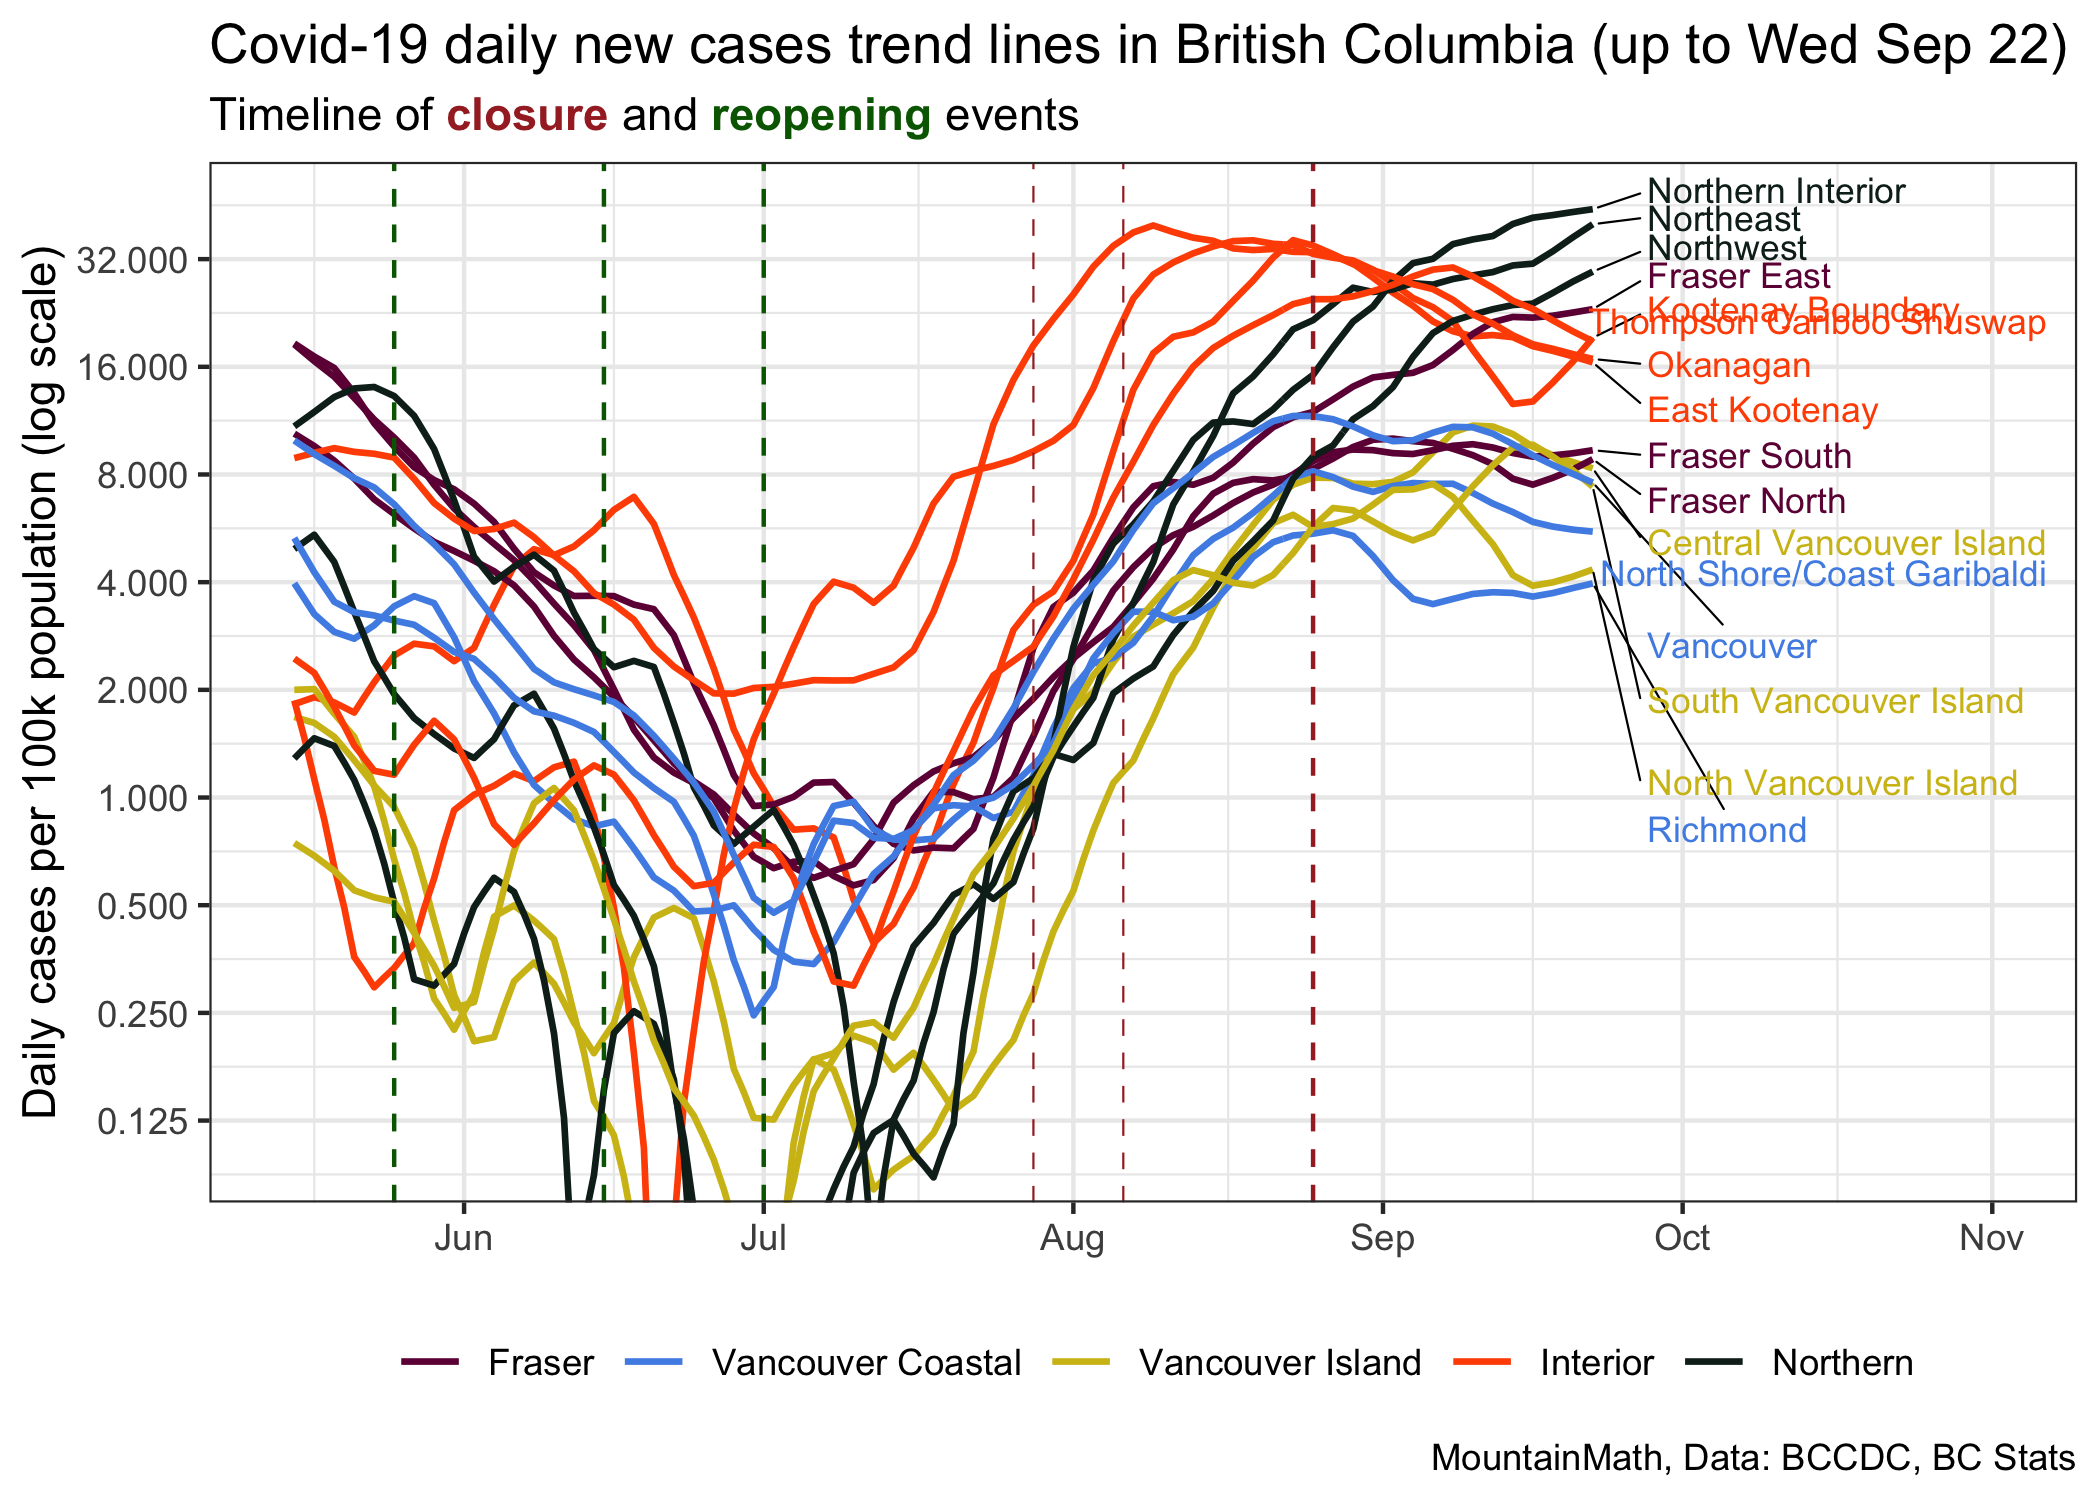 Covid-19 daily new cases trend lines in British Columbia (up to Wed Sep 22)
Timeline of closure and reopening events
Daily cases per 100k population (log scale)
32.000
16.000
8.000
4.000
2.000
1.000
0.500
0.250
0.125
Northern Interior
Northeast
Northwest
Fraser East
Kootenay Boundary
Thompson Cariboo Shuswap
Okanagan
East Kootenay
Fraser South
Fraser North
Central Vancouver Island
North Shore/Coast Garibaldi
Vancouver
South Vancouver Island
North Vancouver Island
Richmond
Jun Jul Aug Sep Oct Nov
Fraser Vancouver Coastal Vancouver Island Interior Northern
MountainMath, Data: BCCDC, BC Stats